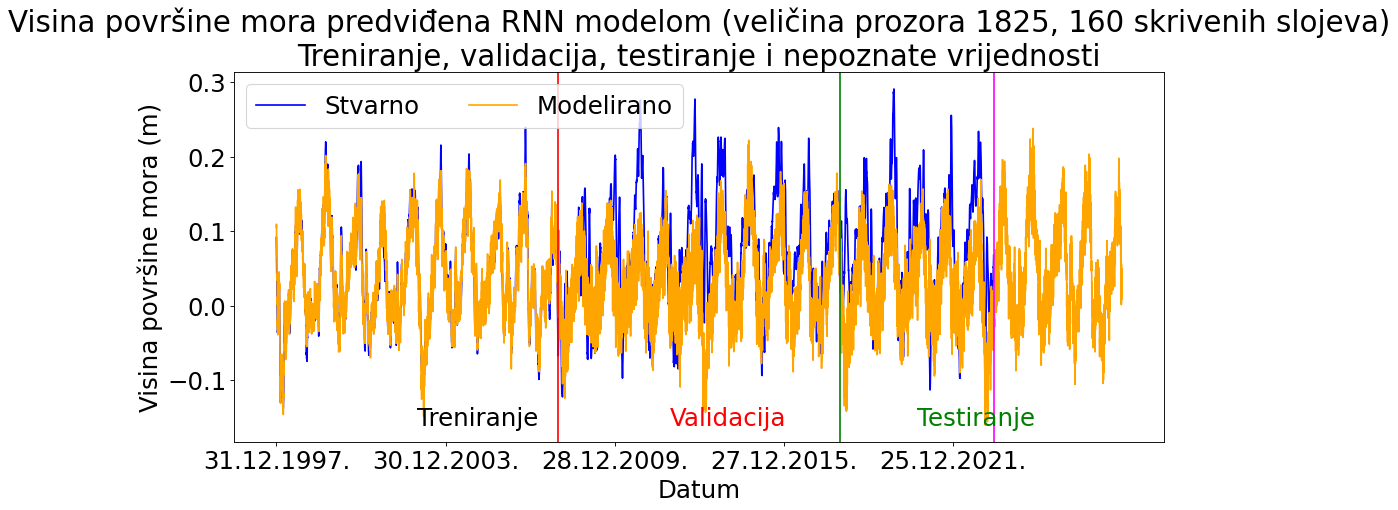 Visina površine mora predviđena RNN modelom (veličina prozora 1825, 160 skrivenih slojeva)
Treniranje, validacija, testiranje i nepoznate vrijednosti
Stvarno
Modelirano
Visina površine mora (m)
0.3
0.2
0.1
0.0
−0.1
Treniranje
Validacija
Testiranje
31.12.1997.
30.12.2003.
28.12.2009.
27.12.2015.
25.12.2021.
Datum